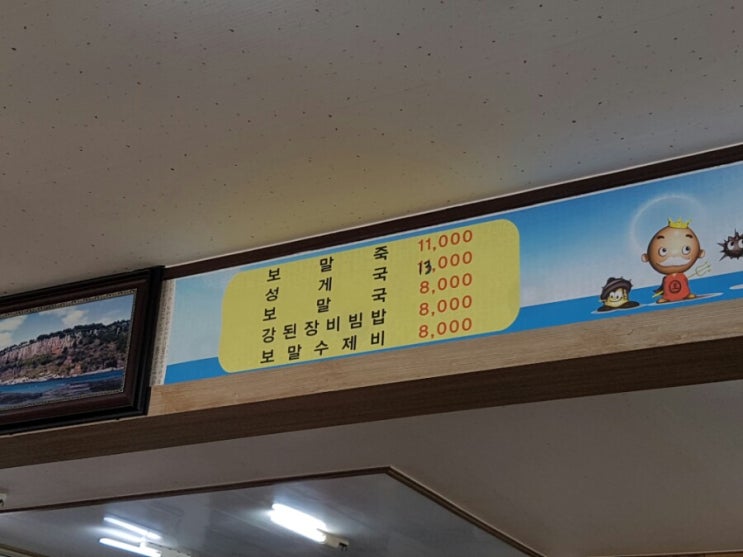 보말죽 11,000
성게국 13,000
보말국 8,000
강된장비빔밥 8,000
보말수제비 8,000